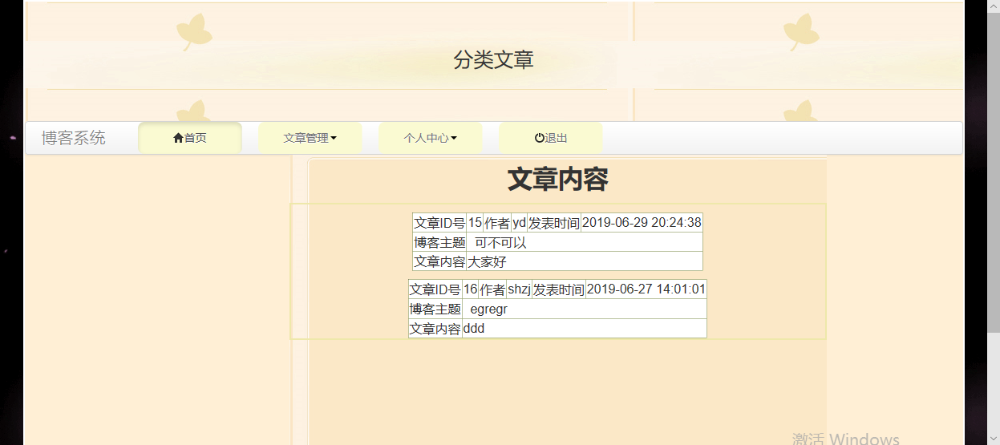 分类文章
博客系统 首页 文章管理 个人中心 退出
文章内容
文章ID号 15 作者 yd 发表时间 2019-06-29 20:24:38
博客主题 可不可以
文章内容 大家好
文章ID号 16 作者 shzj 发表时间 2019-06-27 14:01:01
博客主题 egregr
文章内容 ddd
激活 Windows